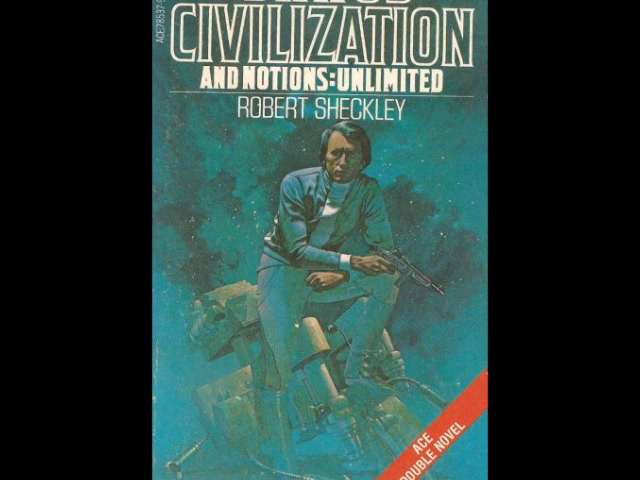 CIVILIZATION
AND NOTIONS: UNLIMITED
ROBERT SHECKLEY
ACE
DOUBLE NOVEL